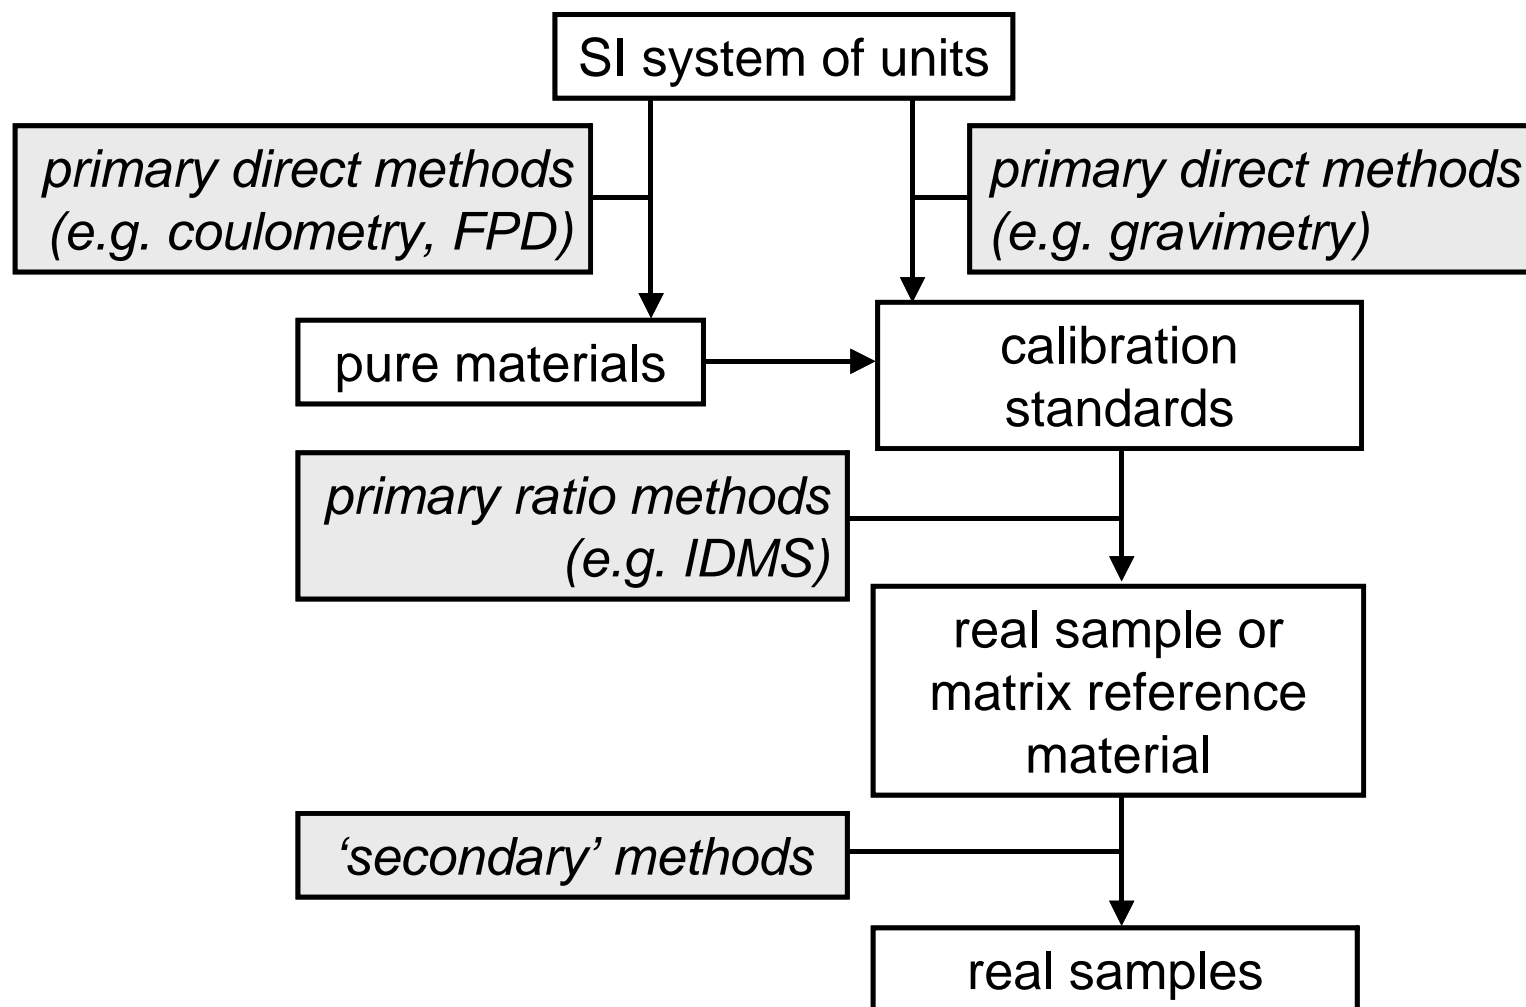 SI system of units
primary direct methods
(e.g. coulometry, FPD)
primary direct methods
(e.g. gravimetry)
pure materials
calibration
standards
primary ratio methods
(e.g. IDMS)
real sample or
matrix reference
material
‘secondary’ methods
real samples